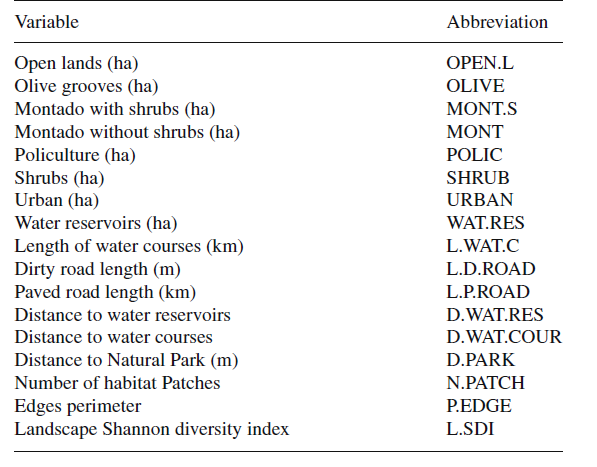 Variable Abbreviation
Open lands (ha) OPEN.L
Olive grooves (ha) OLIVE
Montado with shrubs (ha) MONT.S
Montado without shrubs (ha) MONT
Policulture (ha) POLIC
Shrubs (ha) SHRUB
Urban (ha) URBAN
Water reservoirs (ha) WAT.RES
Length of water courses (km) L.WAT.C
Dirty road length (m) L.D.ROAD
Paved road length (km) L.P.ROAD
Distance to water reservoirs D.WAT.RES
Distance to water courses D.WAT.COUR
Distance to Natural Park (m) D.PARK
Number of habitat Patches N.PATCH
Edges perimeter P.EDGE
Landscape Shannon diversity index L.SDI